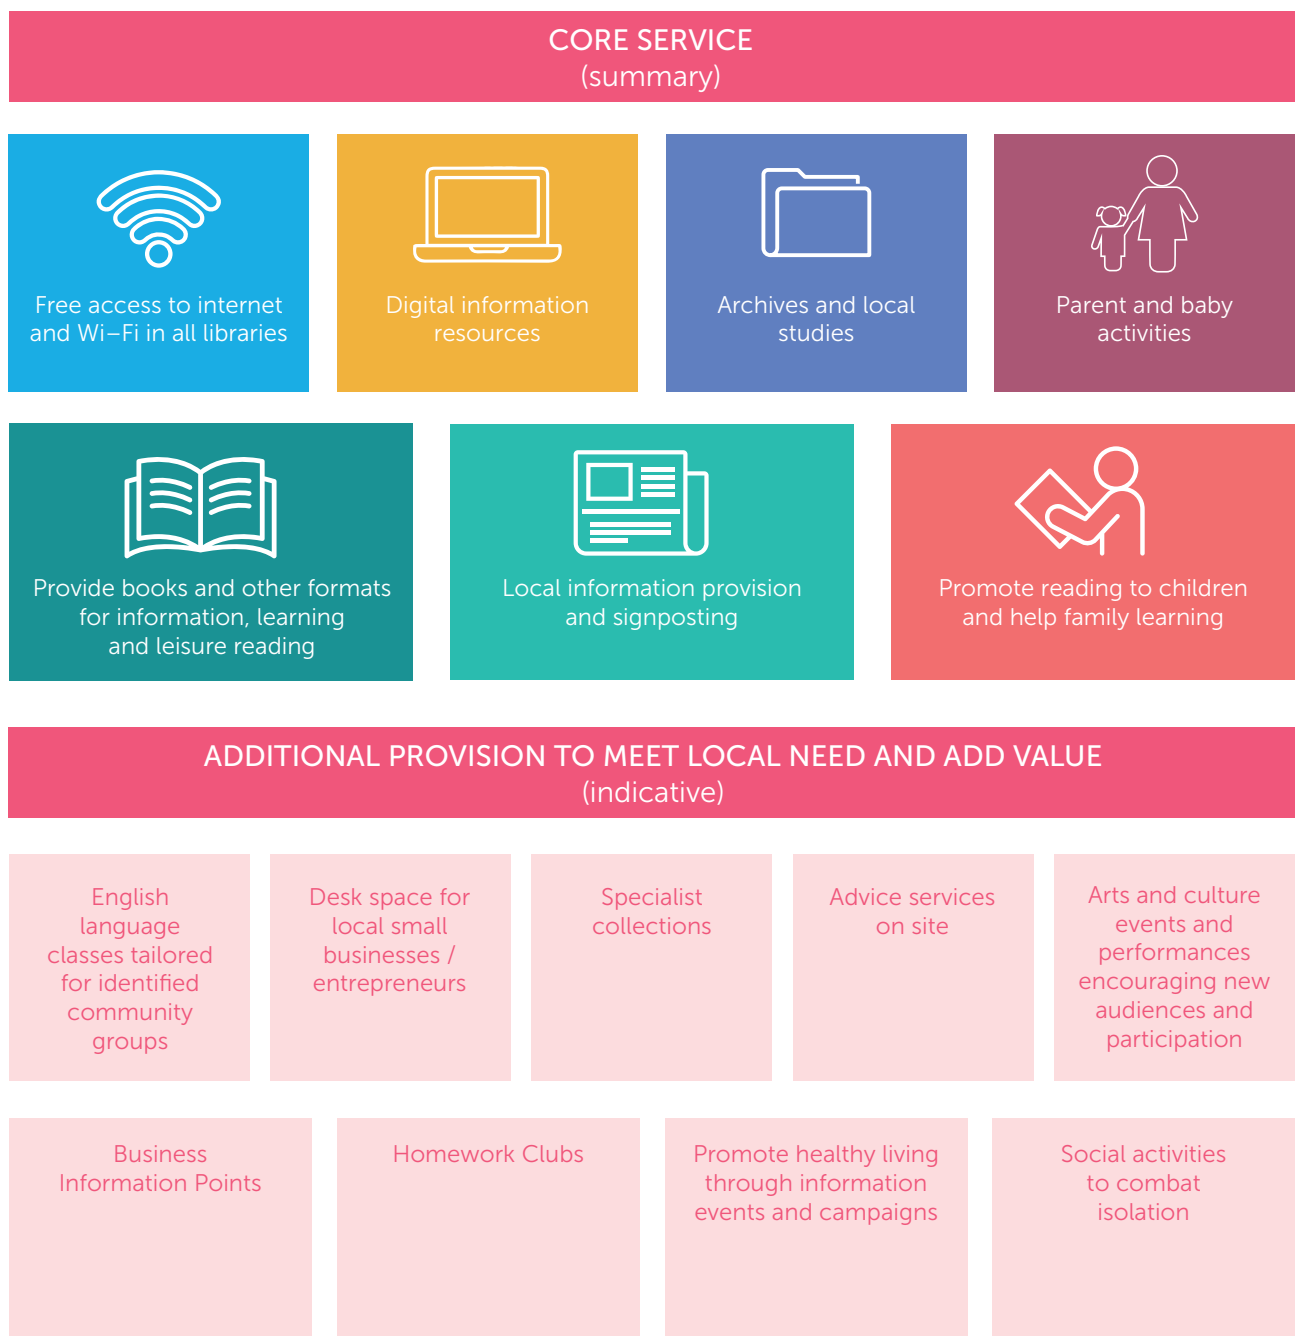 CORE SERVICE
(summary)
Free access to internet
and Wi–Fi in all libraries
Digital information
resources
Archives and local
studies
Parent and baby
activities
Provide books and other formats
for information, learning
and leisure reading
Local information provision
and signposting
Promote reading to children
and help family learning
ADDITIONAL PROVISION TO MEET LOCAL NEED AND ADD VALUE
(indicative)
English
language
classes tailored
for identified
community
groups
Desk space for
local small
businesses /
entrepreneurs
Specialist
collections
Advice services
on site
Arts and culture
events and
performances
encouraging new
audiences and
participation
Business
Information Points
Homework Clubs
Promote healthy living
through information
events and campaigns
Social activities
to combat
isolation